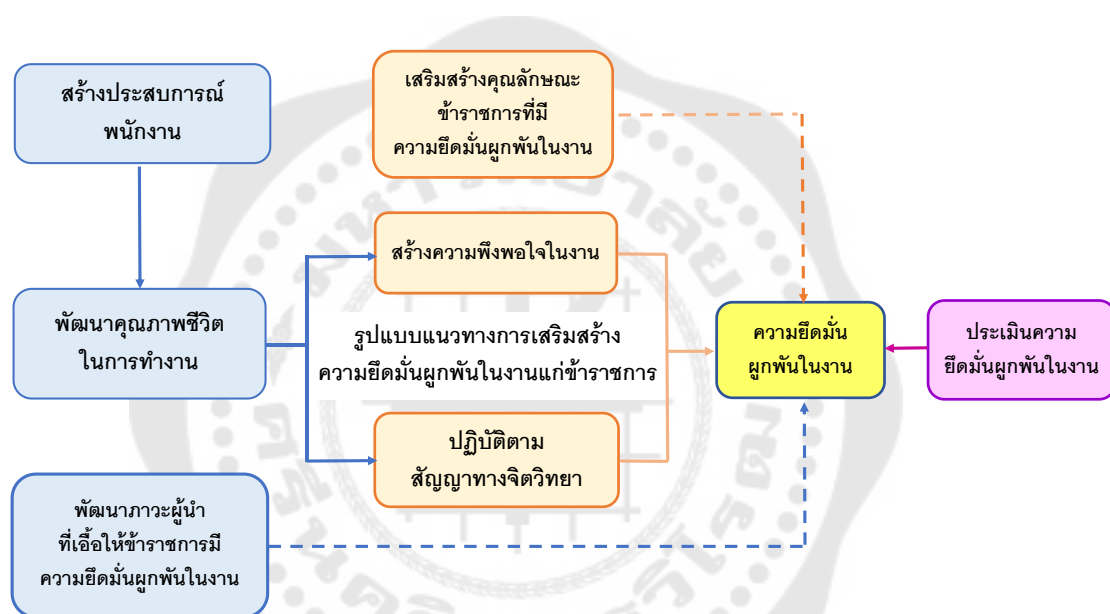 สร้างประสบการณ์
พนักงาน
เสริมสร้างคุณลักษณะ
ข้าราชการที่มี
ความยึดมั่นผูกพันในงาน
สร้างความพึงพอใจในงาน
พัฒนาคุณภาพชีวิต
ในการทำงาน
รูปแบบแนวทางการเสริมสร้าง
ความยึดมั่นผูกพันในงานแก่ข้าราชการ
ความยึดมั่น
ผูกพันในงาน
ประเมินความ
ยึดมั่นผูกพันในงาน
ปฏิบัติตาม
สัญญาทางจิตวิทยา
พัฒนาภาวะผู้นำ
ที่เอื้อให้ข้าราชการมี
ความยึดมั่นผูกพันในงาน